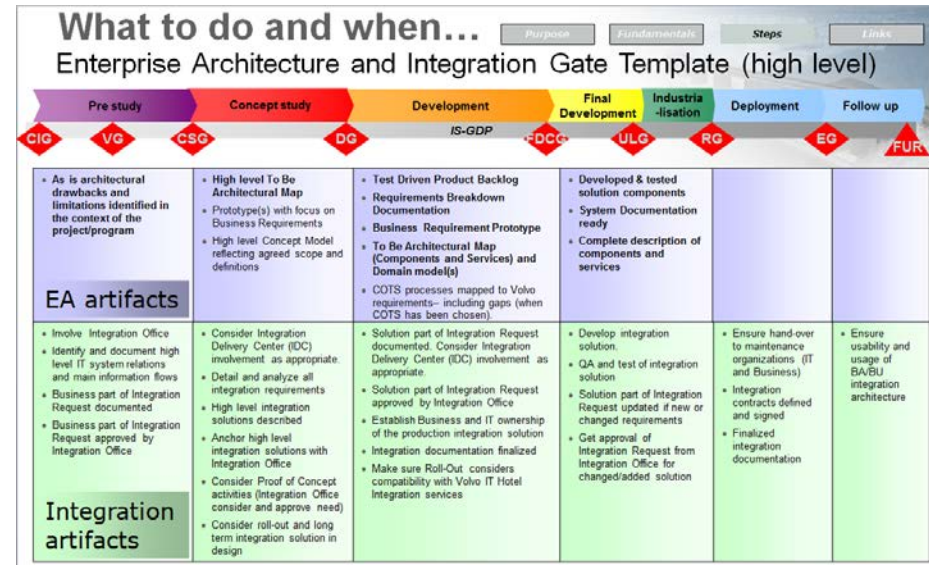 What to do and when...
Purpose
Fundamentals
Steps
Links
Enterprise Architecture and Integration Gate Template (high level)
Pre study
Concept study
Development
Final
Development
Industria
-lisation
Deployment
Follow up
IS-GDP
CIG
VG
CSG
DG
FDCG
ULG
RG
EG
FUR
• As is architectural
drawbacks and
limitations identified in
the context of the
project/program
EA artifacts
• High level To Be
Architectural Map
• Prototype(s) with focus on
Business Requirements
• High level Concept Model
reflecting agreed scope and
definitions
• Test Driven Product Backlog
• Requirements Breakdown
Documentation
• Business Requirement Prototype
• To Be Architectural Map
(Components and Services) and
Domain model(s)
• COTS processes mapped to Volvo
requirements– including gaps (when
COTS has been chosen).
• Developed & tested
solution components
• System Documentation
ready
• Complete description of
components and
services
• Involve Integration Office
• Identify and document high
level IT system relations
and main information flows
• Business part of Integration
Request documented
• Business part of Integration
Request approved by
Integration Office
Integration
artifacts
• Consider Integration
Delivery Center (IDC)
involvement as appropriate.
• Detail and analyze all
integration requirements
• High level integration
solutions described
• Anchor high level
integration solutions with
Integration Office
• Consider Proof of Concept
activities (Integration Office
consider and approve need)
• Consider roll-out and long
term integration solution in
design
• Solution part of Integration Request
documented. Consider Integration
Delivery Center (IDC) involvement as
appropriate.
• Solution part of Integration Request
approved by Integration Office
• Establish Business and IT ownership
of the production integration solution
• Integration documentation finalized
• Make sure Roll-Out considers
compatibility with Volvo IT Hotel
Integration services
• Develop integration
solution.
• QA and test of integration
solution
• Solution part of Integration
Request updated if new or
changed requirements
• Get approval of
Integration Request from
Integration Office for
changed/added solution
• Ensure hand-over
to maintenance
organizations (IT
and Business)
• Integration
contracts defined
and signed
• Finalized
integration
documentation
• Ensure
usability and
usage of
BA/BU
integration
architecture